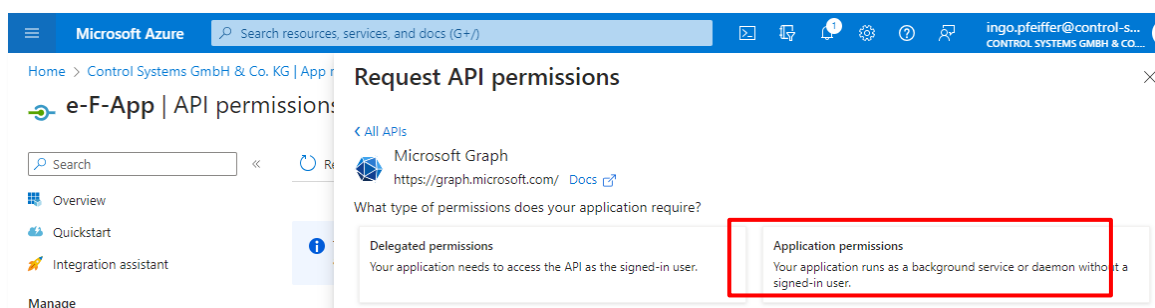 Microsoft Azure
Search resources, services, and docs (G+/)
1
ingo.pfeiffer@control-s...
CONTROL SYSTEMS GMBH & CO....
Home > Control Systems GmbH & Co. KG | App r
e-F-App | API permissions
Search
«
Re
Overview
Quickstart
Integration assistant
Manage
Request API permissions
All APIs
Microsoft Graph
https://graph.microsoft.com/ Docs
What type of permissions does your application require?
Delegated permissions
Your application needs to access the API as the signed-in user.
Application permissions
Your application runs as a background service or daemon without a
signed-in user.